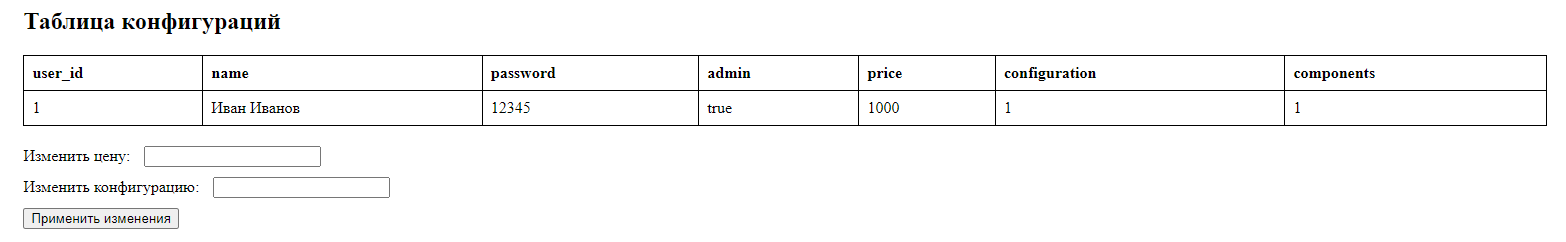 Таблица конфигураций
user_id name password admin price configuration components
1 Иван Иванов 12345 true 1000 1 1
Изменить цену:
Изменить конфигурацию:
Применить изменения